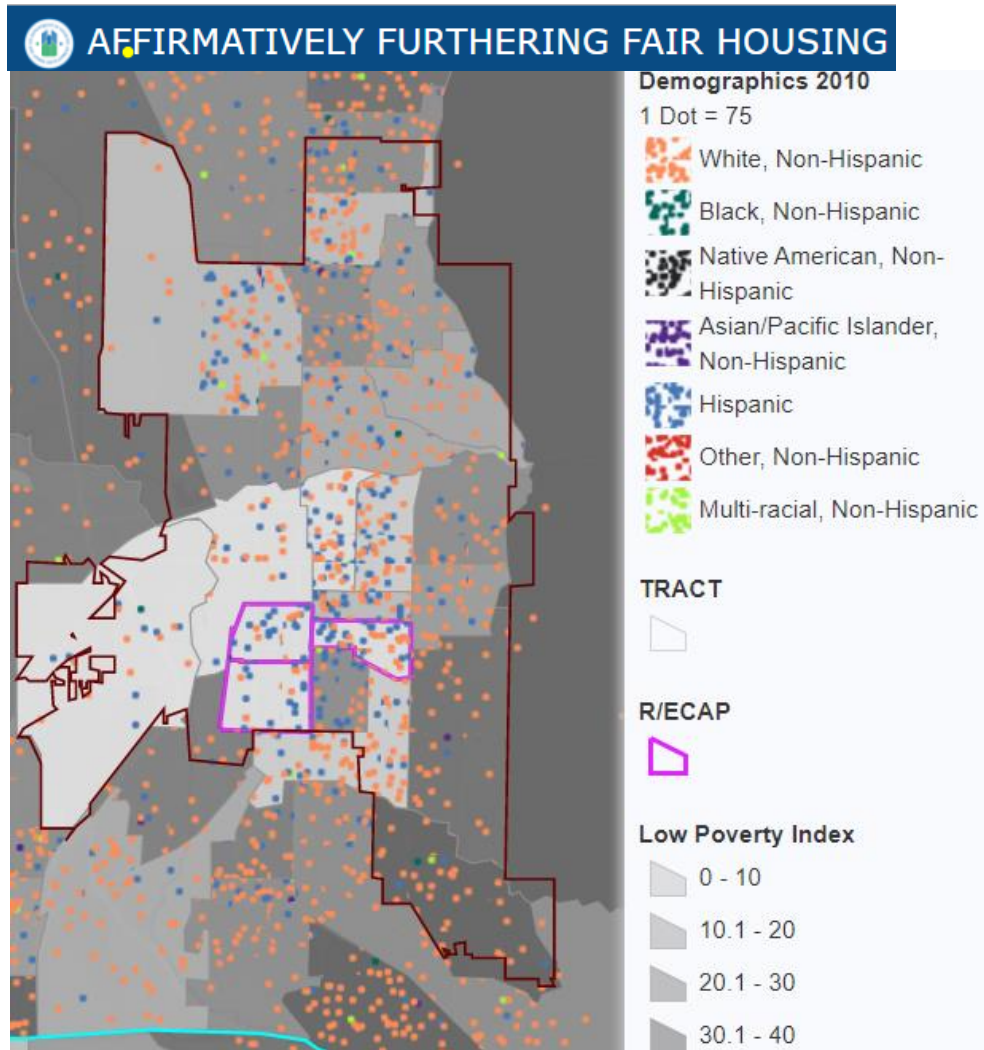 AFFIRMATIVELY FURTHERING FAIR HOUSING
Demographics 2010
1 Dot = 75
White, Non-Hispanic
Black, Non-Hispanic
Native American, Non-
Hispanic
Asian/Pacific Islander,
Non-Hispanic
Hispanic
Other, Non-Hispanic
Multi-racial, Non-Hispanic
TRACT
R/ECAP
Low Poverty Index
0 - 10
10.1 - 20
20.1 - 30
30.1 - 40